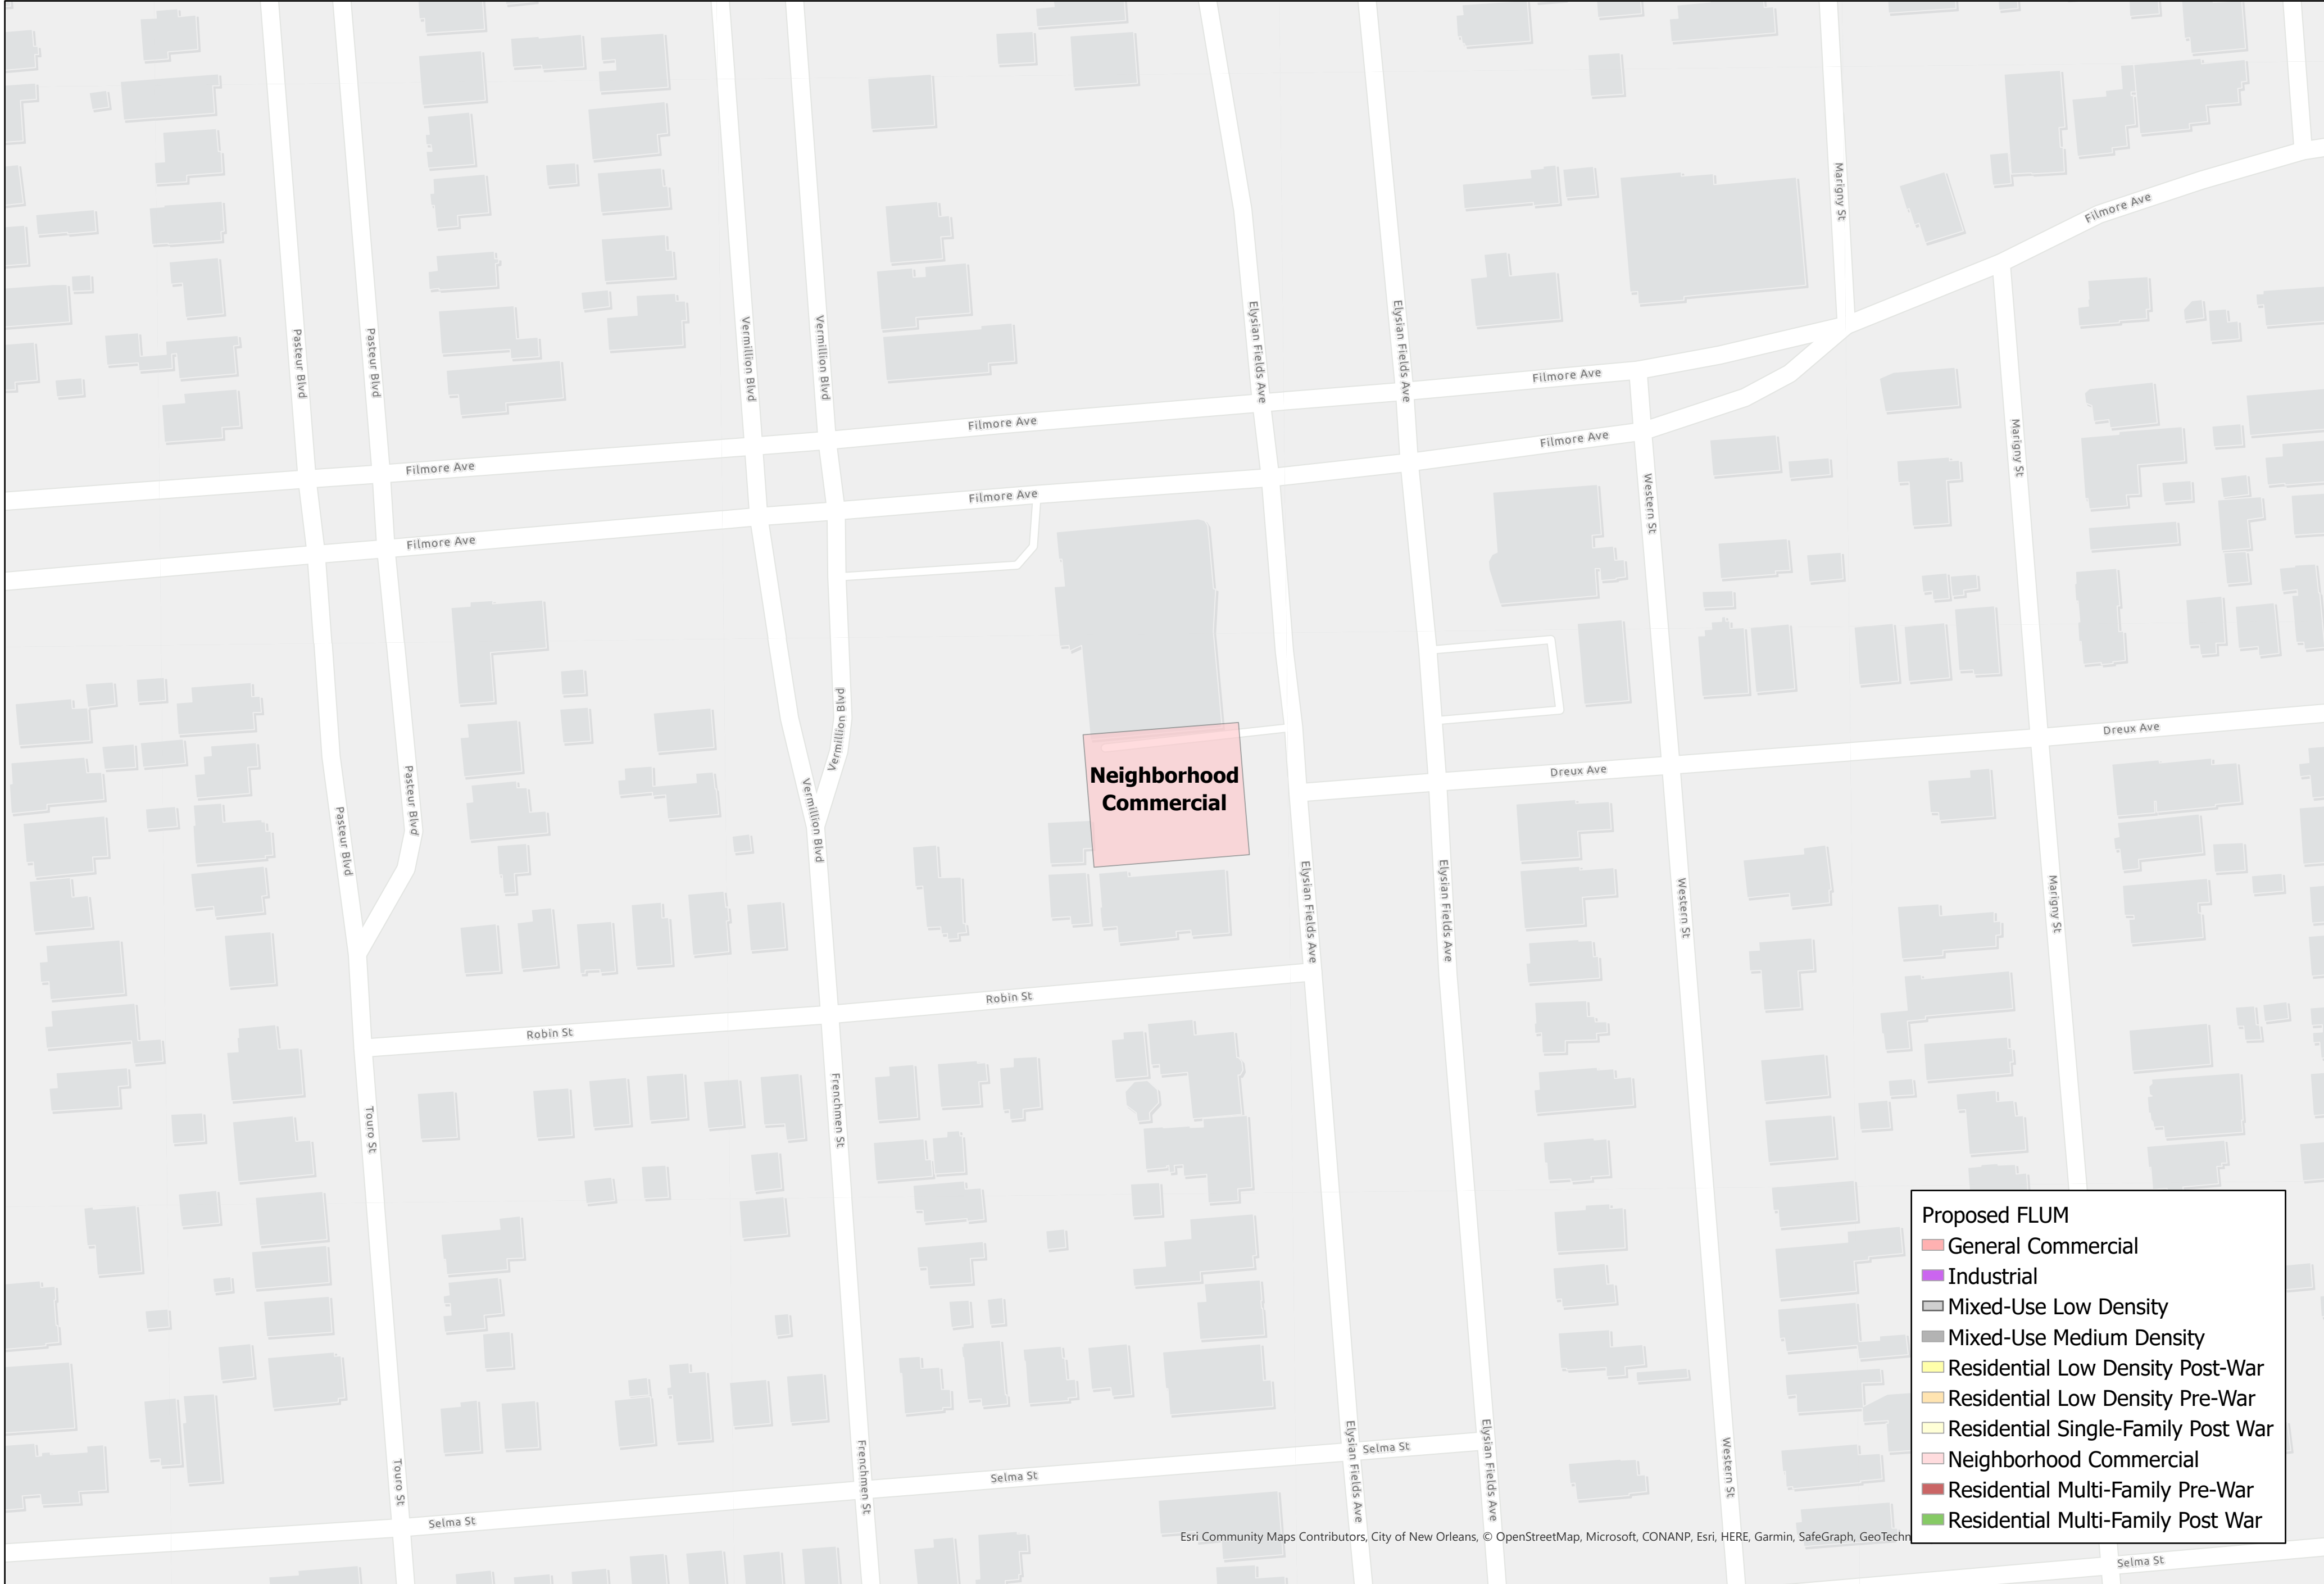 Marigny St
Filmore Ave
Pasteur Blvd
Pasteur Blvd
Vermillion Blvd
Vermillion Blvd
Elysian Fields Ave
Elysian Fields Ave
Filmore Ave
Filmore Ave
Filmore Ave
Filmore Ave
Filmore Ave
Filmore Ave
Western St
Marigny St
Vermillion Blvd
Dreux Ave
Dreux Ave
Pasteur Blvd
Pasteur Blvd
Vermillion Blvd
Neighborhood
Commercial
Elysian Fields Ave
Elysian Fields Ave
Western St
Marigny St
Robin St
Robin St
Touro St
Frenchmen St
Proposed FLUM
General Commercial
Industrial
Mixed-Use Low Density
Mixed-Use Medium Density
Residential Low Density Post-War
Residential Low Density Pre-War
Residential Single-Family Post War
Neighborhood Commercial
Residential Multi-Family Pre-War
Residential Multi-Family Post War
Touro St
Frenchmen St
Elysian Fields Ave
Selma St
Elysian Fields Ave
Western St
Selma St
Selma St
Esri Community Maps Contributors, City of New Orleans, © OpenStreetMap, Microsoft, CONANP, Esri, HERE, Garmin, SafeGraph, GeoTechn
Selma St